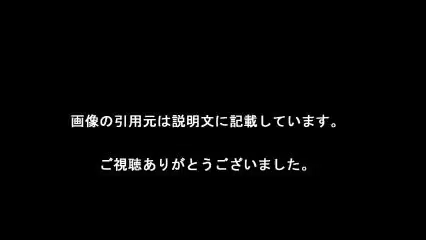 画像の引用元は説明文に記載しています。
ご視聴ありがとうございました。